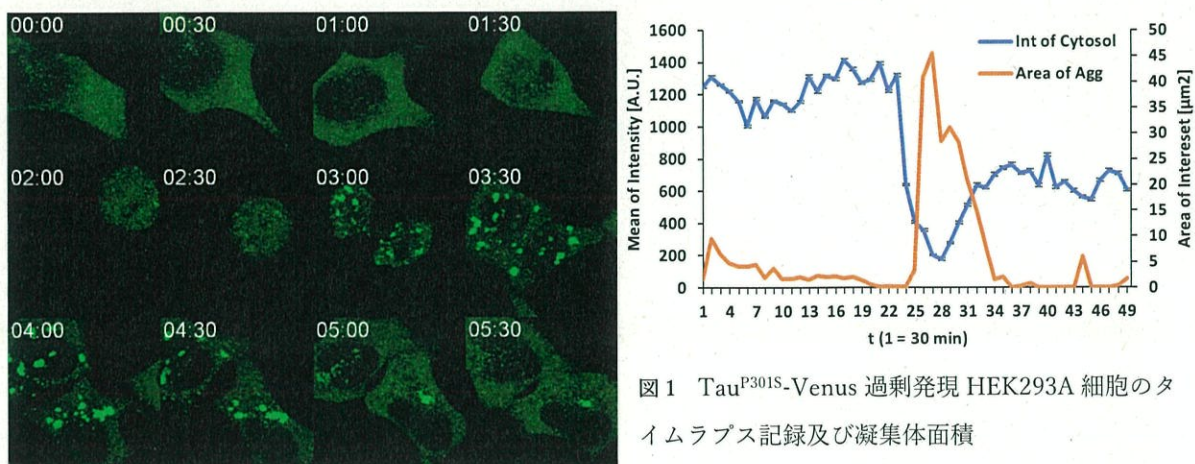 00:00 00:30 01:00 01:30
02:00 02:30 03:00 03:30
04:00 04:30 05:00 05:30
1600
1400
1200
1000
800
600
400
200
0
Mean of Intensity [A.U.]
Int of Cytosol
Area of Agg
50
45
40
35
30
25
20
15
10
5
0
Area of Intereset [μm2]
1 4 7 10 13 16 19 22 25 28 31 34 37 40 43 46 49
t (1 = 30 min)
図 1 Tau^P301S-Venus 過剰発現 HEK293A 細胞のタ
イムラプス記録及び凝集体面積